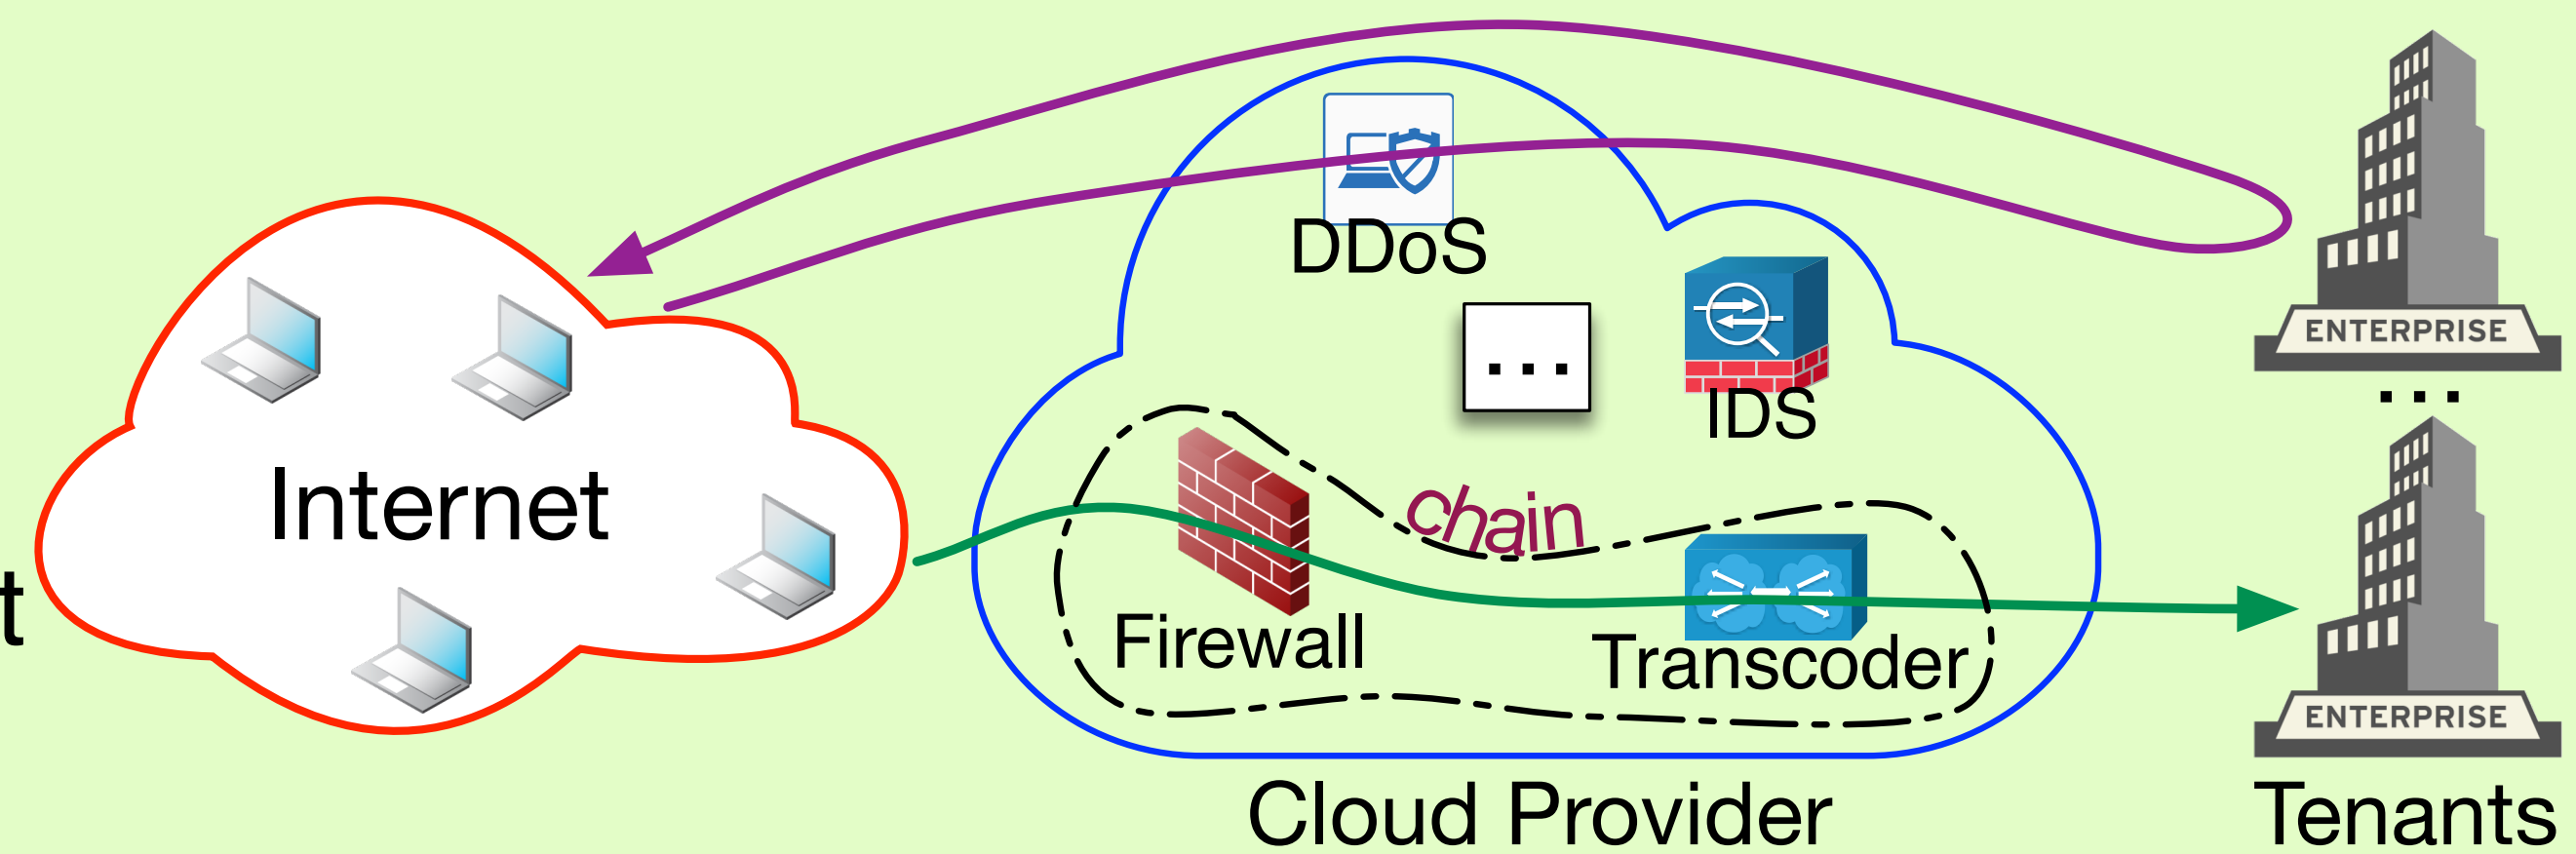 DDoS
...
IDS
ENTERPRISE
...
Internet
chain
t
Firewall
Transcoder
ENTERPRISE
Cloud Provider
Tenants